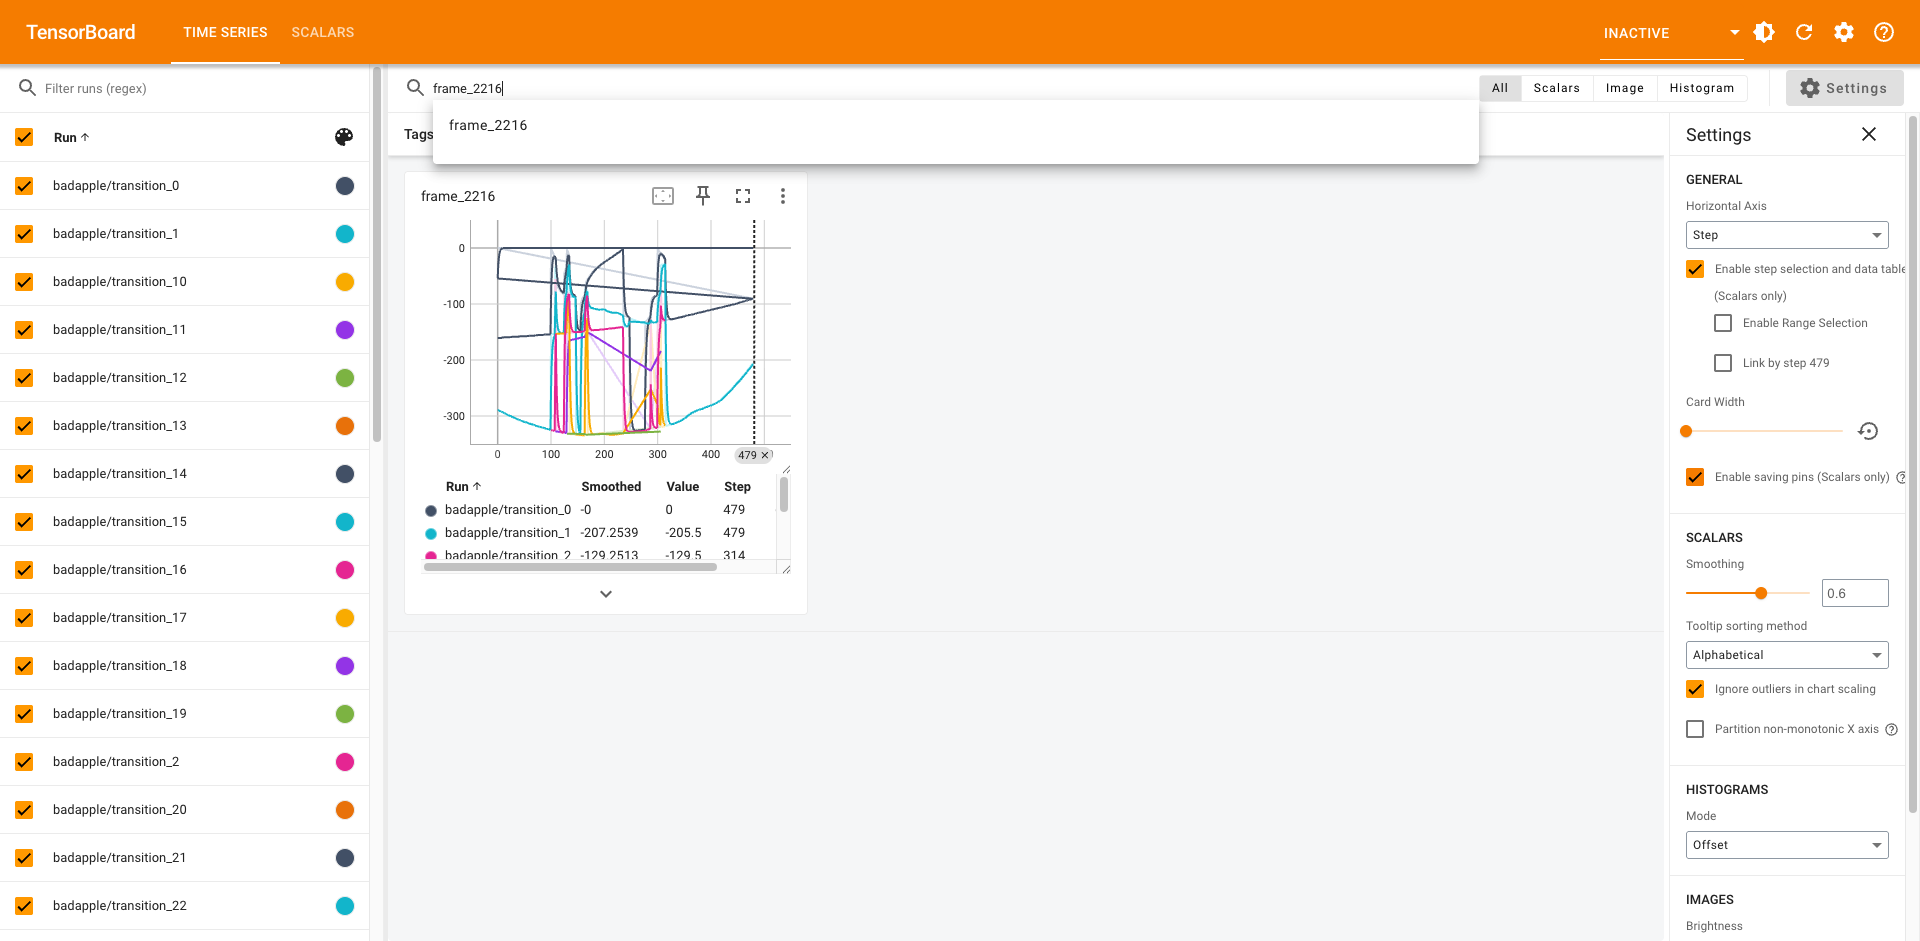 TensorBoard TIME SERIES SCALARS INACTIVE
Filter runs (regex)
frame_2216
All Scalars Image Histogram Settings
frame_2216
Run
Tags
Settings
badapple/transition_0
badapple/transition_1
badapple/transition_10
badapple/transition_11
badapple/transition_12
badapple/transition_13
badapple/transition_14
badapple/transition_15
badapple/transition_16
badapple/transition_17
badapple/transition_18
badapple/transition_19
badapple/transition_2
badapple/transition_20
badapple/transition_21
badapple/transition_22
frame_2216
0
-100
-200
-300
0 100 200 300 400 479 ×
Run Smoothed Value Step
badapple/transition_0 -0 0 479
badapple/transition_1 -207.2539 -205.5 479
badapple/transition_2 -129.2513 -129.5 314
GENERAL
Horizontal Axis
Step
Enable step selection and data table
(Scalars only)
Enable Range Selection
Link by step 479
Card Width
Enable saving pins (Scalars only)
SCALARS
Smoothing
0.6
Tooltip sorting method
Alphabetical
Ignore outliers in chart scaling
Partition non-monotonic X axis
HISTOGRAMS
Mode
Offset
IMAGES
Brightness